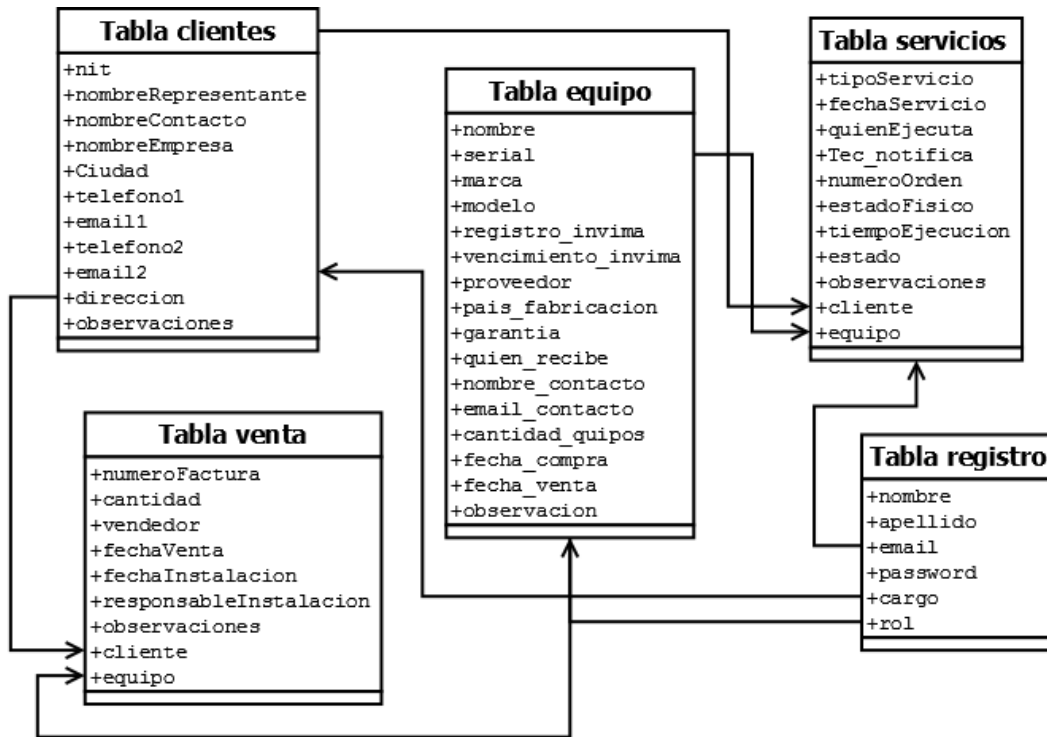 Tabla clientes
+nit
+nombreRepresentante
+nombreContacto
+nombreEmpresa
+Ciudad
+telefono1
+email1
+telefono2
+email2
+direccion
+observaciones
Tabla equipo
+nombre
+serial
+marca
+modelo
+registro_invima
+vencimiento_invima
+proveedor
+pais_fabricacion
+garantia
+quien_recibe
+nombre_contacto
+email_contacto
+cantidad_quipos
+fecha_compra
+fecha_venta
+observacion
Tabla servicios
+tipoServicio
+fechaServicio
+quienEjecuta
+Tec_notifica
+numeroOrden
+estadoFisico
+tiempoEjecucion
+estado
+observaciones
+cliente
+equipo
Tabla venta
+numeroFactura
+cantidad
+vendedor
+fechaVenta
+fechaInstalacion
+responsableInstalacion
+observaciones
+cliente
+equipo
Tabla registro
+nombre
+apellido
+email
+password
+cargo
+rol